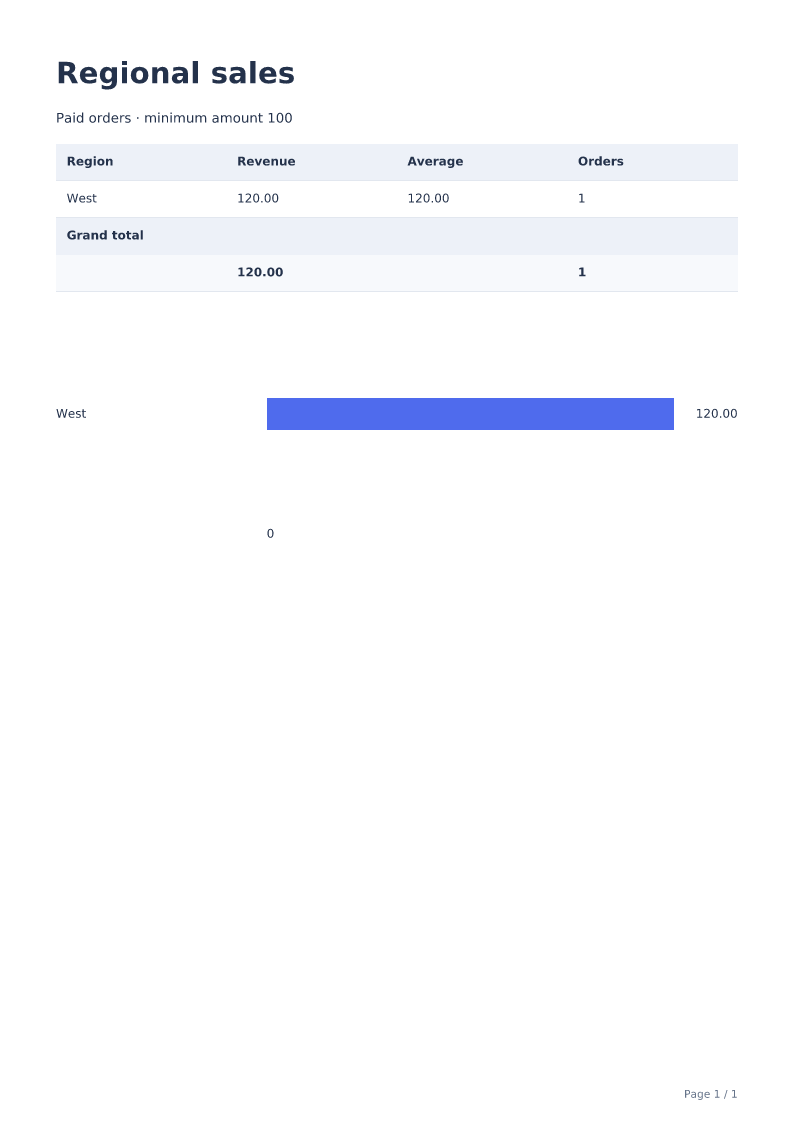 Regional sales
Paid orders · minimum amount 100
Region Revenue Average Orders
West 120.00 120.00 1
Grand total
120.00 1
West 120.00
0
Page 1 / 1